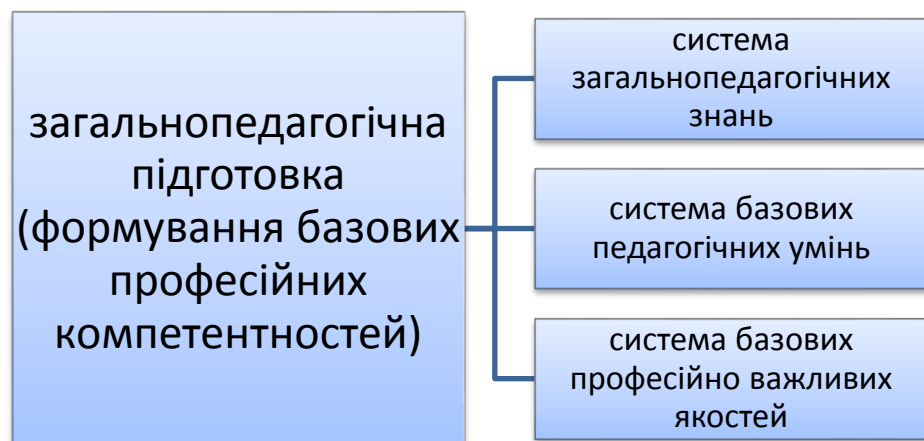 загальнопедагогічна
підготовка
(формування базових
професійних
компетентностей)
система
загальнопедагогічних
знань
система базових
педагогічних умінь
система базових
професійно важливих
якостей